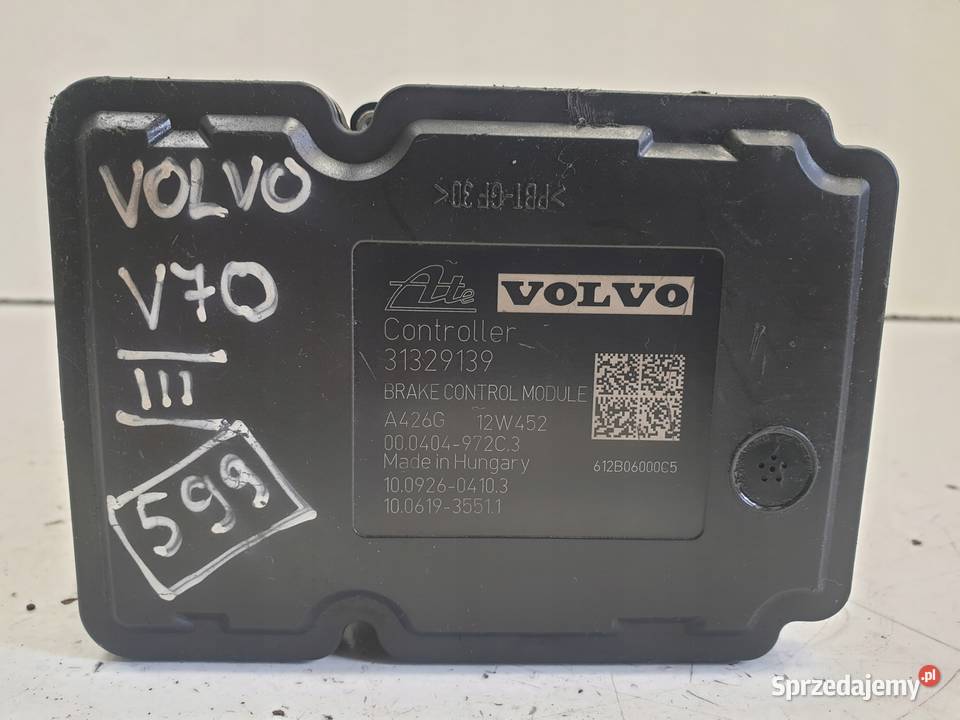 VOLVO
V70
III
599
>PBT-GF30<
Ate VOLVO
Controller
31329139
BRAKE CONTROL MODULE
A426G 12W452
00.0404-972C.3
Made in Hungary
10.0926-0410.3
10.0619-3551.1
612B06000C5
Sprzedajemy.pl